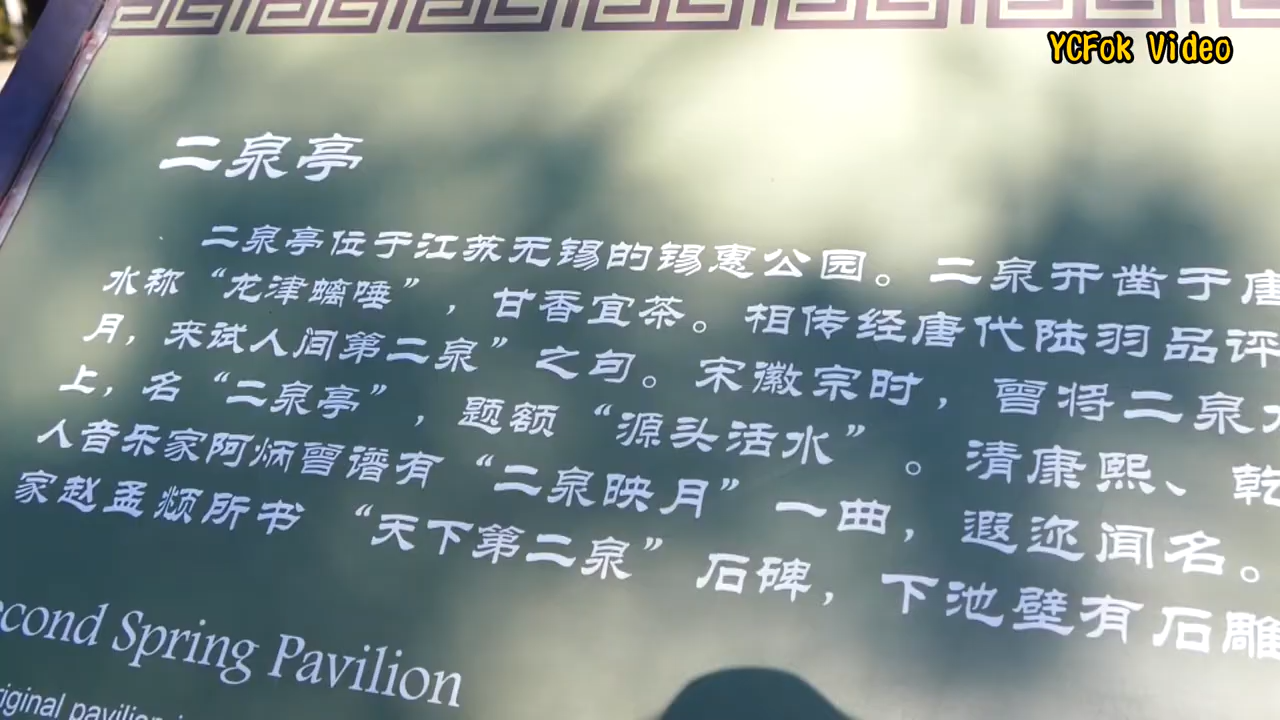 YCFok Video
二泉亭
二泉亭位于江苏无锡的锡惠公园。二泉开凿于唐
水称“龙津螭唾”，甘香宜茶。相传经唐代陆羽品评
月，来试人间第二泉”之句。宋徽宗时，曾将二泉
上，名“二泉亭”，题额“源头活水”。清康熙、乾
人音乐家阿炳曾谱有“二泉映月”一曲，遐迩闻名。
家赵孟頫所书“天下第二泉”石碑，下池壁有石雕
econd Spring Pavilion
riginal pavilion i